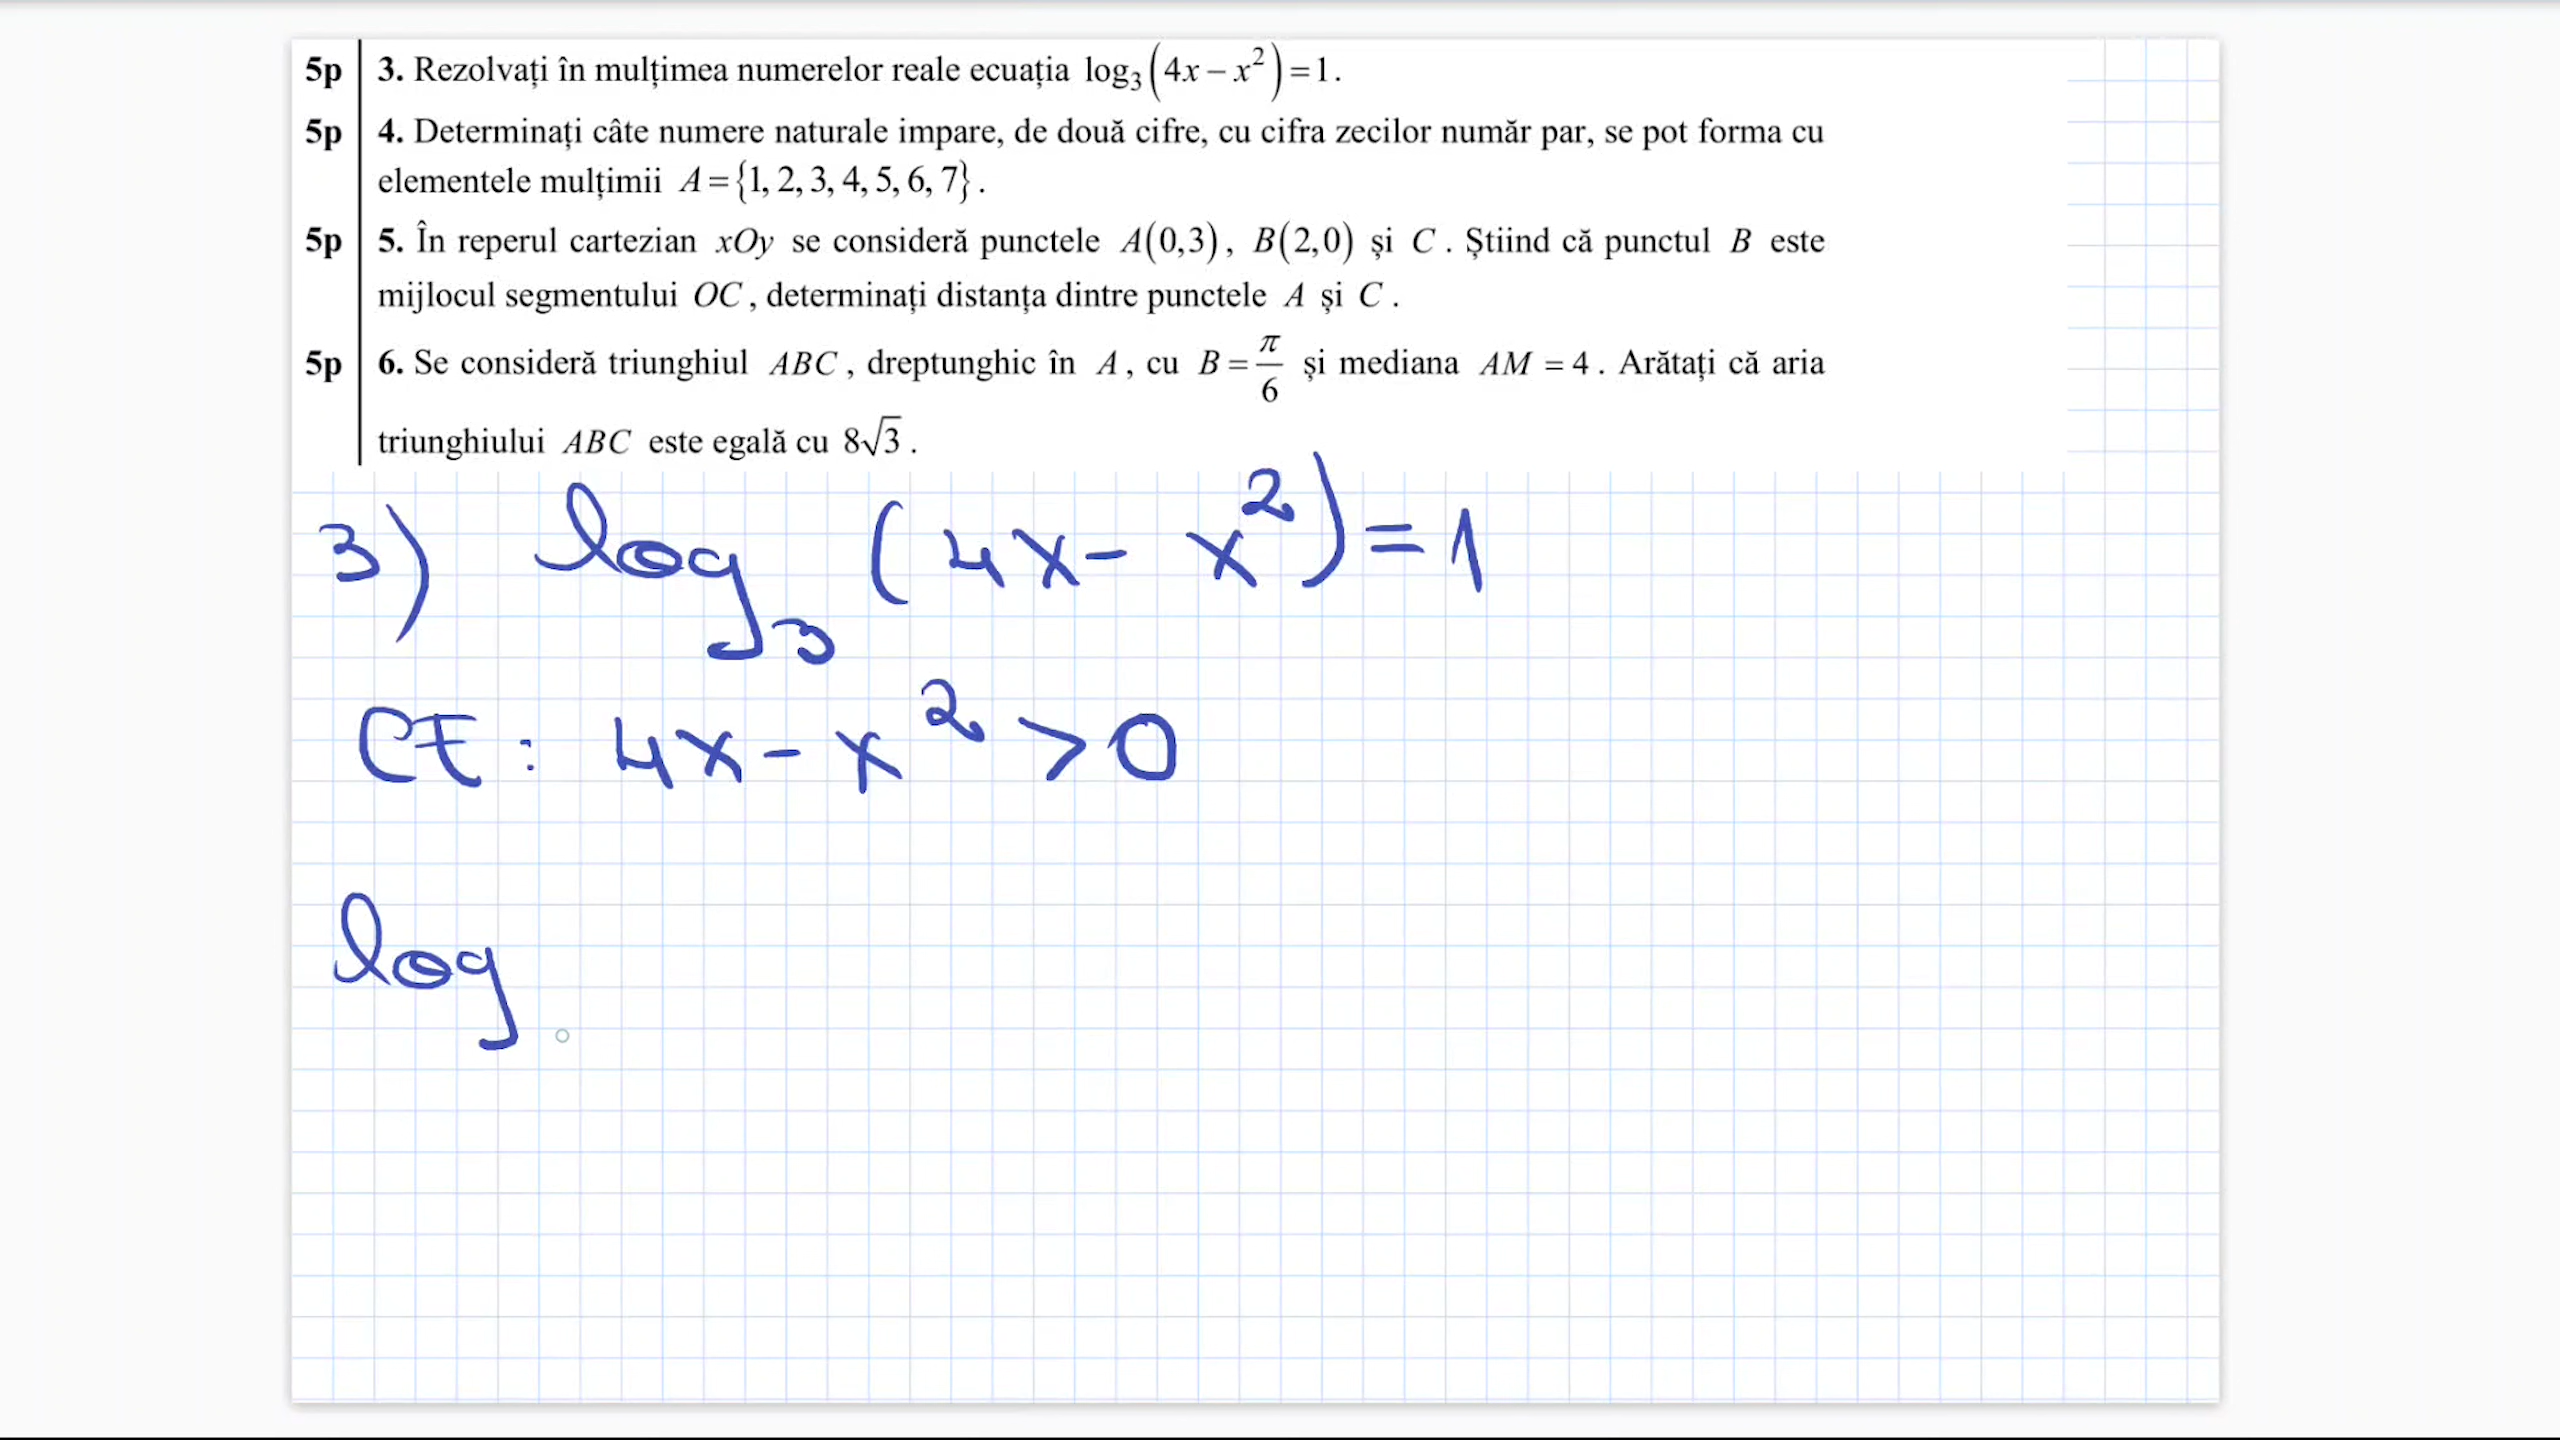 5p 3. Rezolvați în mulțimea numerelor reale ecuația log₃(4x − x²) = 1.
5p 4. Determinați câte numere naturale impare, de două cifre, cu cifra zecilor număr par, se pot forma cu
elementele mulțimii A = {1, 2, 3, 4, 5, 6, 7}.
5p 5. În reperul cartezian xOy se consideră punctele A(0,3), B(2,0) și C. Știind că punctul B este
mijlocul segmentului OC, determinați distanța dintre punctele A și C.
5p 6. Se consideră triunghiul ABC, dreptunghic în A, cu B = π/6 și mediana AM = 4. Arătați că aria
triunghiului ABC este egală cu 8√3.
3) log₃ (4x − x²) = 1
CE: 4x − x² > 0
log